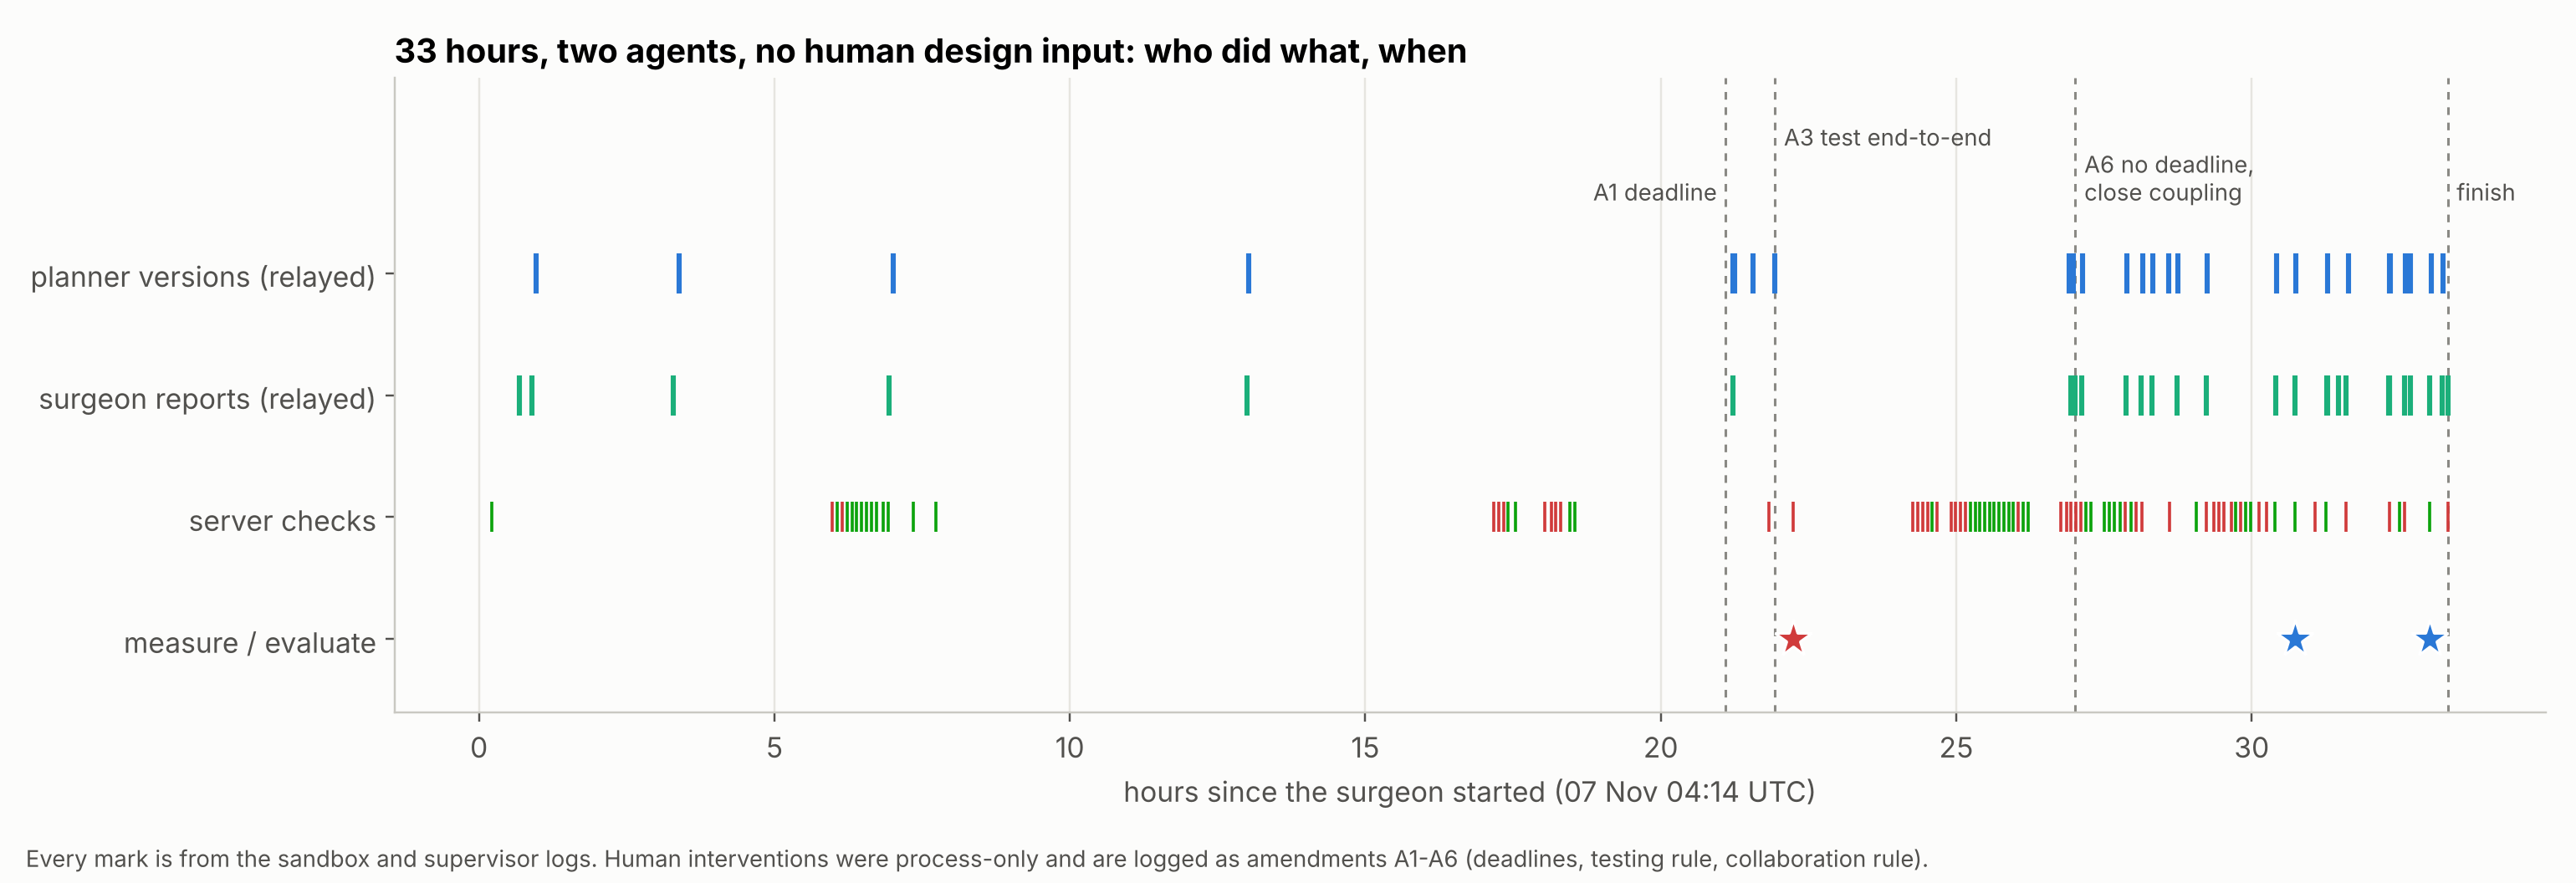 33 hours, two agents, no human design input: who did what, when
A3 test end-to-end
A6 no deadline,
close coupling
A1 deadline
finish
planner versions (relayed)
surgeon reports (relayed)
server checks
measure / evaluate
0 5 10 15 20 25 30
hours since the surgeon started (07 Nov 04:14 UTC)
Every mark is from the sandbox and supervisor logs. Human interventions were process-only and are logged as amendments A1-A6 (deadlines, testing rule, collaboration rule).